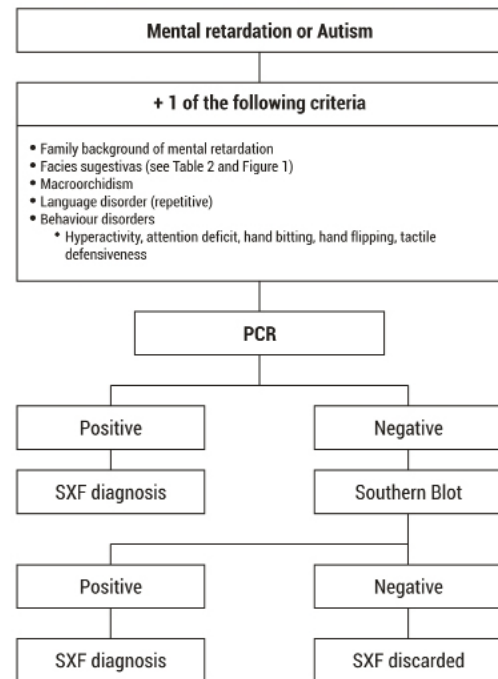 Mental retardation or Autism
+ 1 of the following criteria
• Family background of mental retardation
• Facies sugestivas (see Table 2 and Figure 1)
• Macroorchidism
• Language disorder (repetitive)
• Behaviour disorders
• Hyperactivity, attention deficit, hand bitting, hand flipping, tactile
defensiveness
PCR
Positive
Negative
SXF diagnosis
Southern Blot
Positive
Negative
SXF diagnosis
SXF discarded